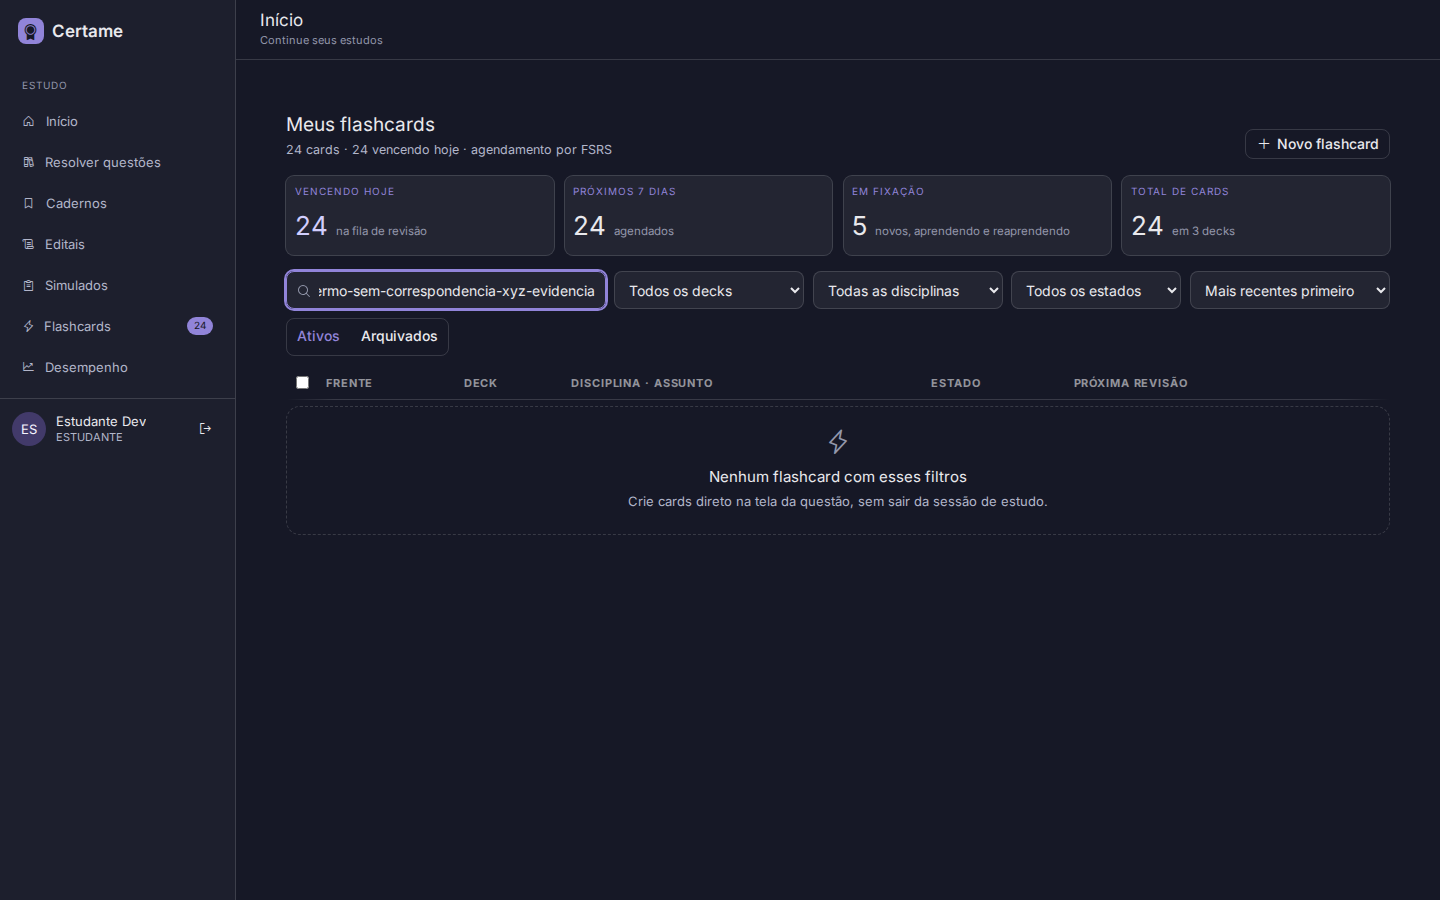 Certame
ESTUDO
Início
Resolver questões
Cadernos
Editais
Simulados
Flashcards 24
Desempenho
ES Estudante Dev
ESTUDANTE
Início
Continue seus estudos
Meus flashcards
24 cards · 24 vencendo hoje · agendamento por FSRS
+ Novo flashcard
VENCENDO HOJE
24 na fila de revisão
PRÓXIMOS 7 DIAS
24 agendados
EM FIXAÇÃO
5 novos, aprendendo e reaprendendo
TOTAL DE CARDS
24 em 3 decks
ermo-sem-correspondencia-xyz-evidencia Todos os decks Todas as disciplinas Todos os estados Mais recentes primeiro
Ativos Arquivados
FRENTE DECK DISCIPLINA · ASSUNTO ESTADO PRÓXIMA REVISÃO
Nenhum flashcard com esses filtros
Crie cards direto na tela da questão, sem sair da sessão de estudo.